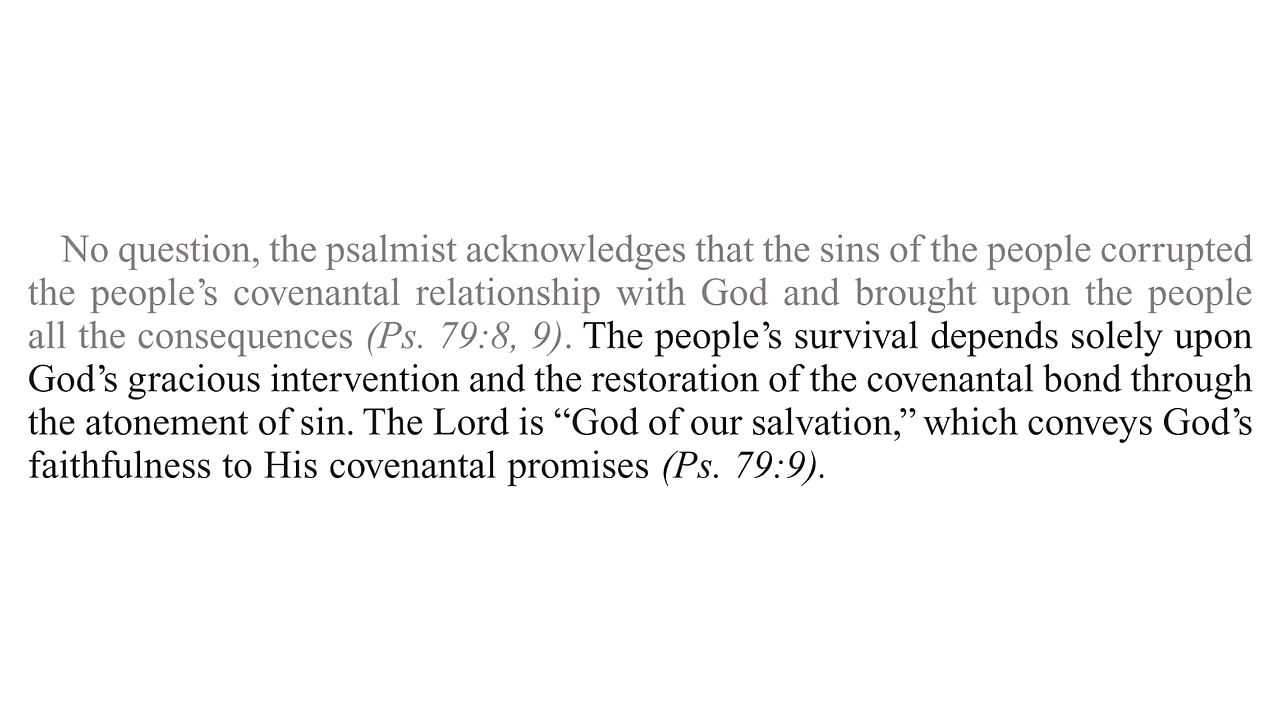 No question, the psalmist acknowledges that the sins of the people corrupted
the people’s covenantal relationship with God and brought upon the people
all the consequences (Ps. 79:8, 9). The people’s survival depends solely upon
God’s gracious intervention and the restoration of the covenantal bond through
the atonement of sin. The Lord is “God of our salvation,” which conveys God’s
faithfulness to His covenantal promises (Ps. 79:9).